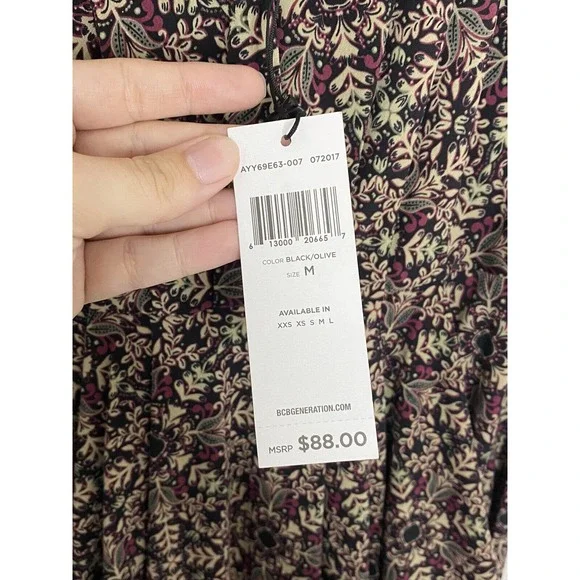 AYY69E63-007 072017
6 13000 20665 7
COLOR BLACK/OLIVE
SIZE M
AVAILABLE IN
XXS XS S M L
BCBGENERATION.COM
MSRP $88.00